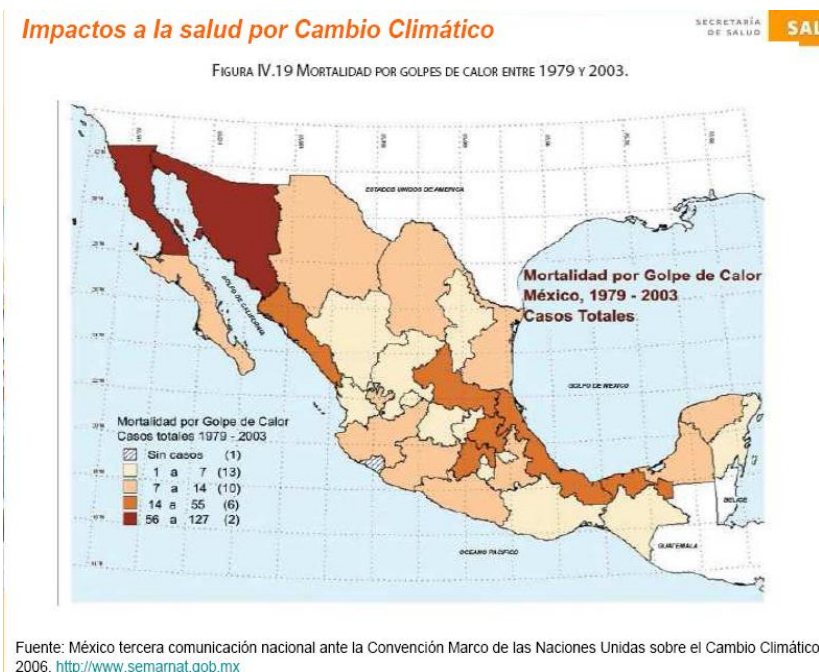 Impactos a la salud por Cambio Climático
SECRETARÍA
DE SALUD
SAL
FIGURA IV.19 MORTALIDAD POR GOLPES DE CALOR ENTRE 1979 Y 2003.
ESTADOS UNIDOS DE AMERICA
GOLFO DE CALIFORNIA
Mortalidad por Golpe de Calor
México, 1979 - 2003
Casos Totales
GOLFO DE MEXICO
Mortalidad por Golpe de Calor
Casos totales 1979 - 2003
Sin casos (1)
1 a 7 (13)
7 a 14 (10)
14 a 55 (6)
56 a 127 (2)
BELICE
GUATEMALA
OCEANO PACIFICO
Fuente: México tercera comunicación nacional ante la Convención Marco de las Naciones Unidas sobre el Cambio Climático
2006. http://www.semarnat.gob.mx